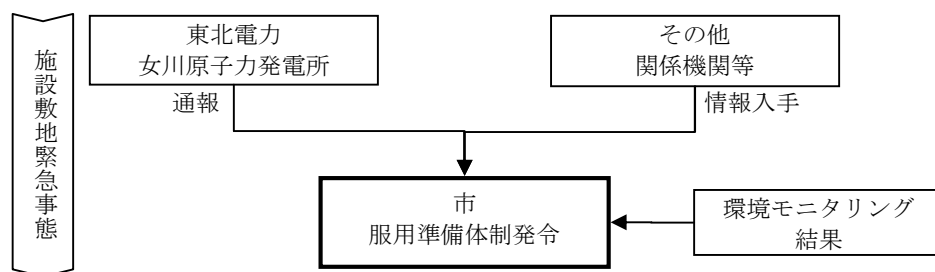 施設敷地緊急事態
東北電力
女川原子力発電所
その他
関係機関等
通報
情報入手
市
服用準備体制発令
環境モニタリング
結果